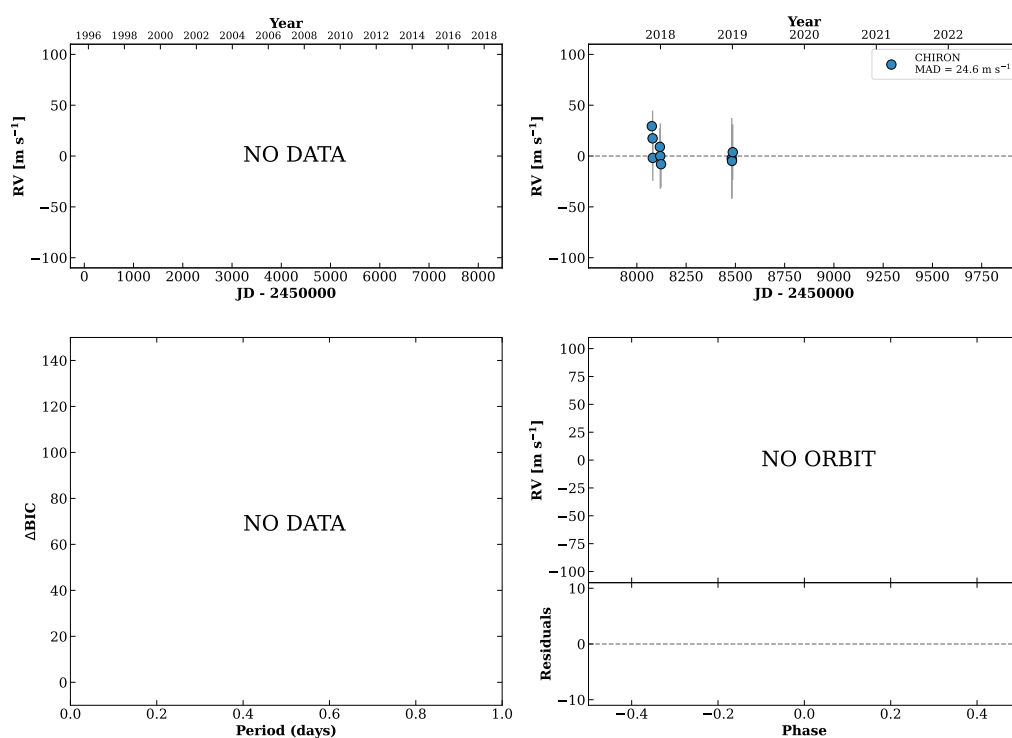 Year
1996 1998 2000 2002 2004 2006 2008 2010 2012 2014 2016 2018
100
50
0
−50
−100
RV [m s⁻¹]
NO DATA
0 1000 2000 3000 4000 5000 6000 7000 8000
JD - 2450000
Year
2018 2019 2020 2021 2022
CHIRON
MAD = 24.6 m s⁻¹
100
50
0
−50
−100
RV [m s⁻¹]
8000 8250 8500 8750 9000 9250 9500 9750
JD - 2450000
140
120
100
80
60
40
20
0
ΔBIC
NO DATA
0.0 0.2 0.4 0.6 0.8 1.0
Period (days)
100
75
50
25
0
−25
−50
−75
−100
RV [m s⁻¹]
NO ORBIT
10
0
−10
Residuals
−0.4 −0.2 0.0 0.2 0.4
Phase